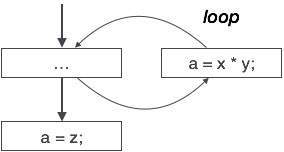 loop
...
a = x * y;
a = z;